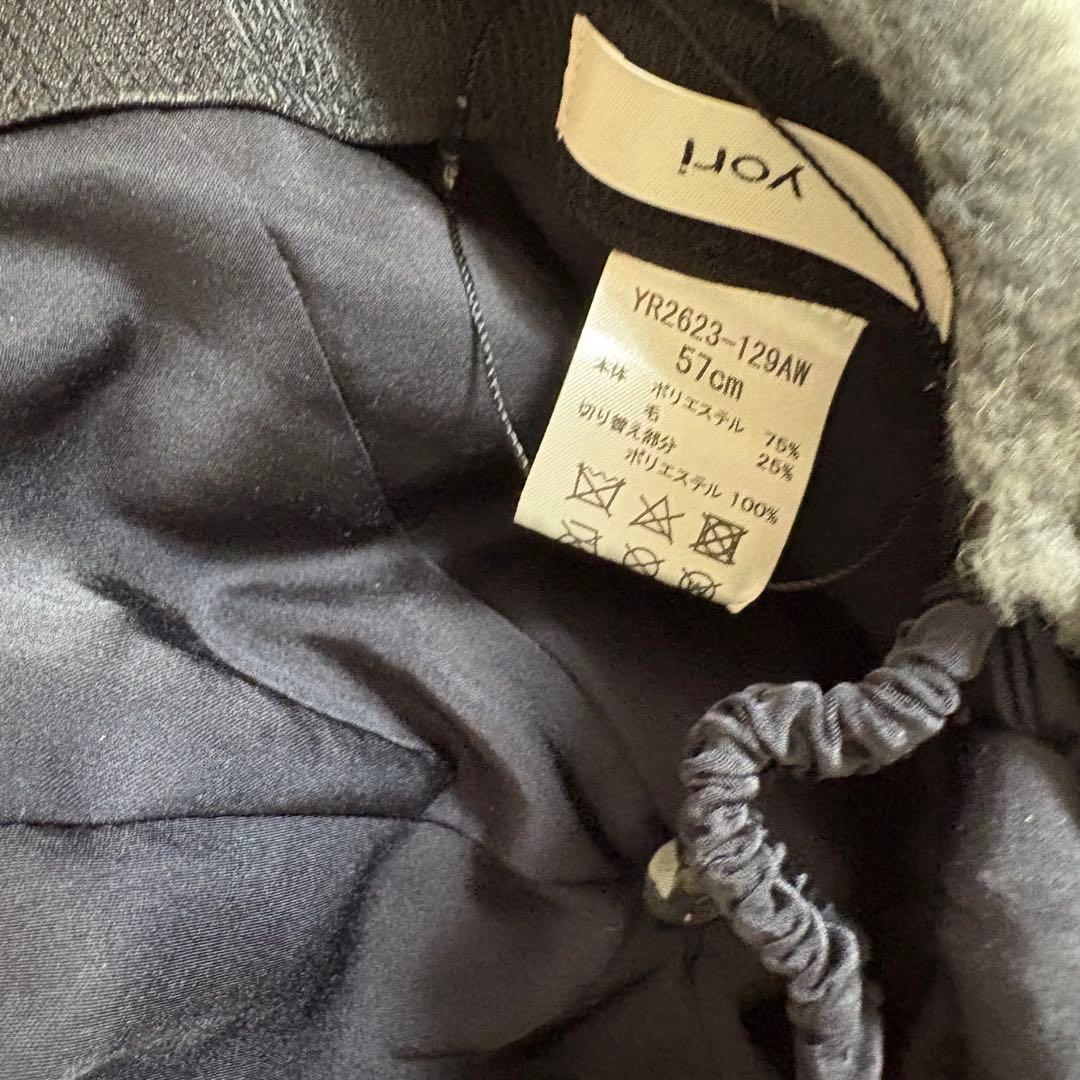 yori
YR2623-129AW
57cm
本体 ポリエステル 75%
毛 25%
切り替え部分
ポリエステル 100%